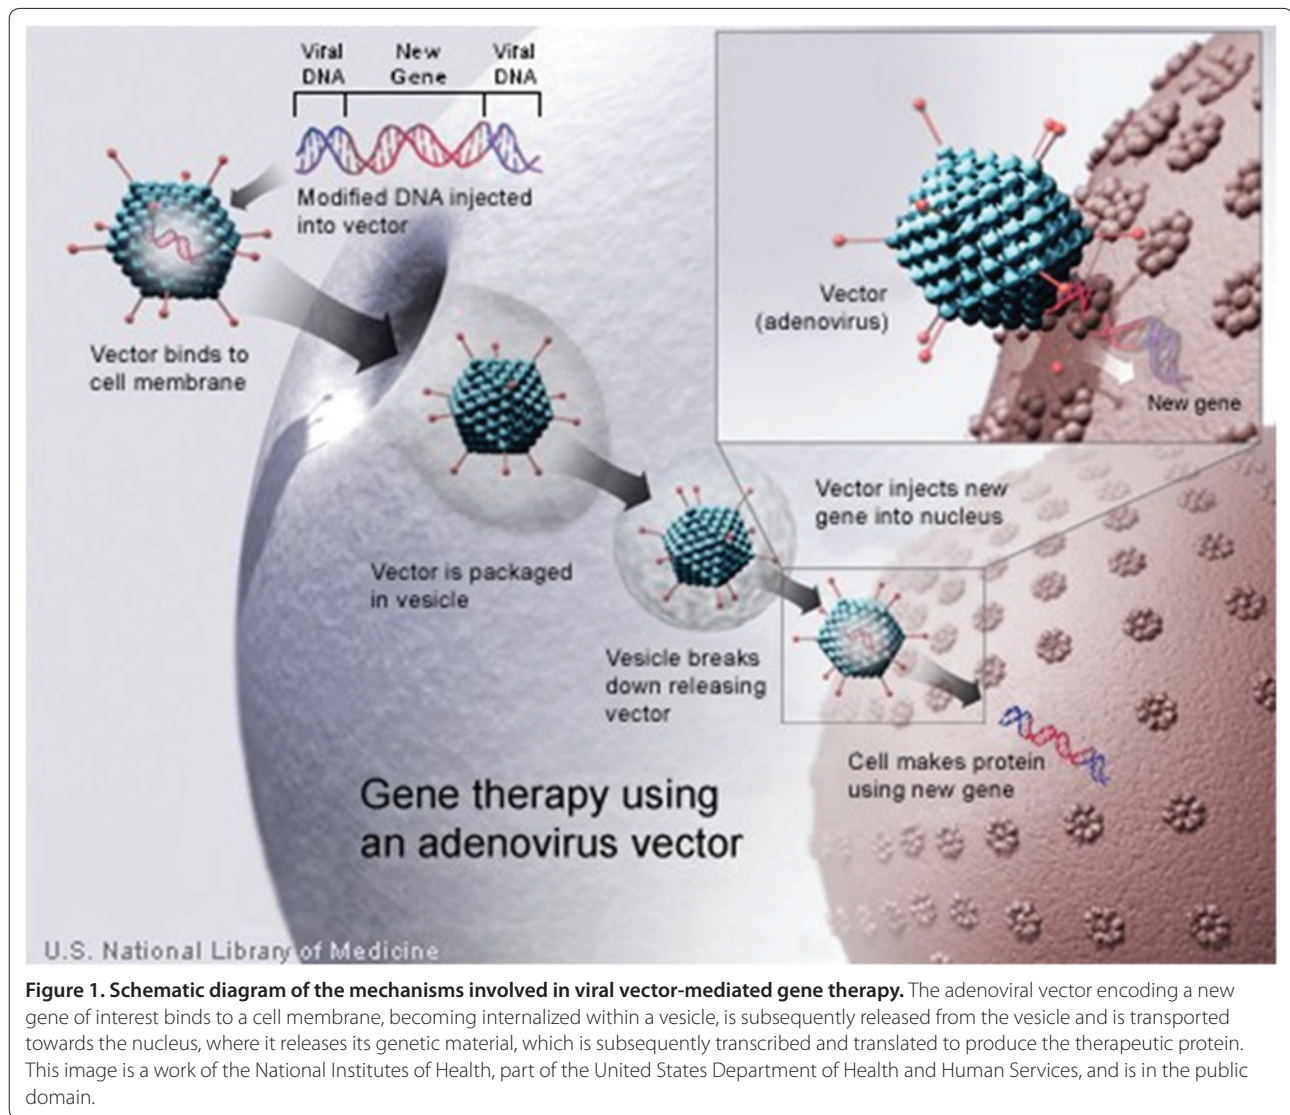 Viral
DNA
New
Gene
Viral
DNA
Modified DNA injected
into vector
Vector binds to
cell membrane
Vector
(adenovirus)
New gene
Vector injects new
gene into nucleus
Vector is packaged
in vesicle
Vesicle breaks
down releasing
vector
Cell makes protein
using new gene
Gene therapy using
an adenovirus vector
U.S. National Library of Medicine
Figure 1. Schematic diagram of the mechanisms involved in viral vector-mediated gene therapy. The adenoviral vector encoding a new
gene of interest binds to a cell membrane, becoming internalized within a vesicle, is subsequently released from the vesicle and is transported
towards the nucleus, where it releases its genetic material, which is subsequently transcribed and translated to produce the therapeutic protein.
This image is a work of the National Institutes of Health, part of the United States Department of Health and Human Services, and is in the public
domain.